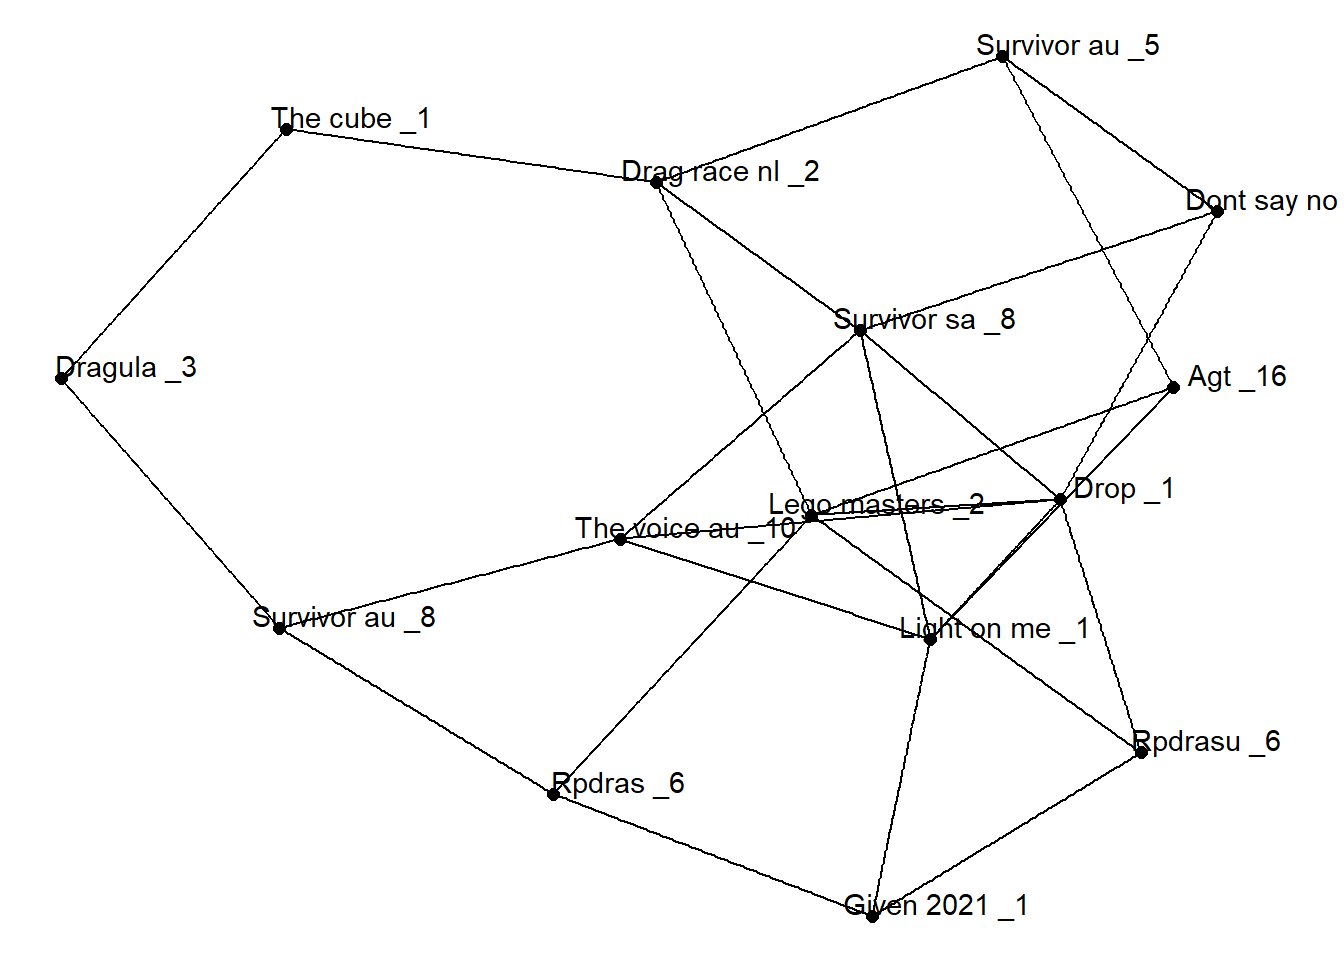 Survivor au _5
The cube _1
Drag race nl _2
Dont say no
Survivor sa _8
Dragula _3
Agt _16
Drop _1
Lego masters _2
The voice au _10
Survivor au _8
Light on me _1
Rpdrasu _6
Rpdras _6
Given 2021 _1